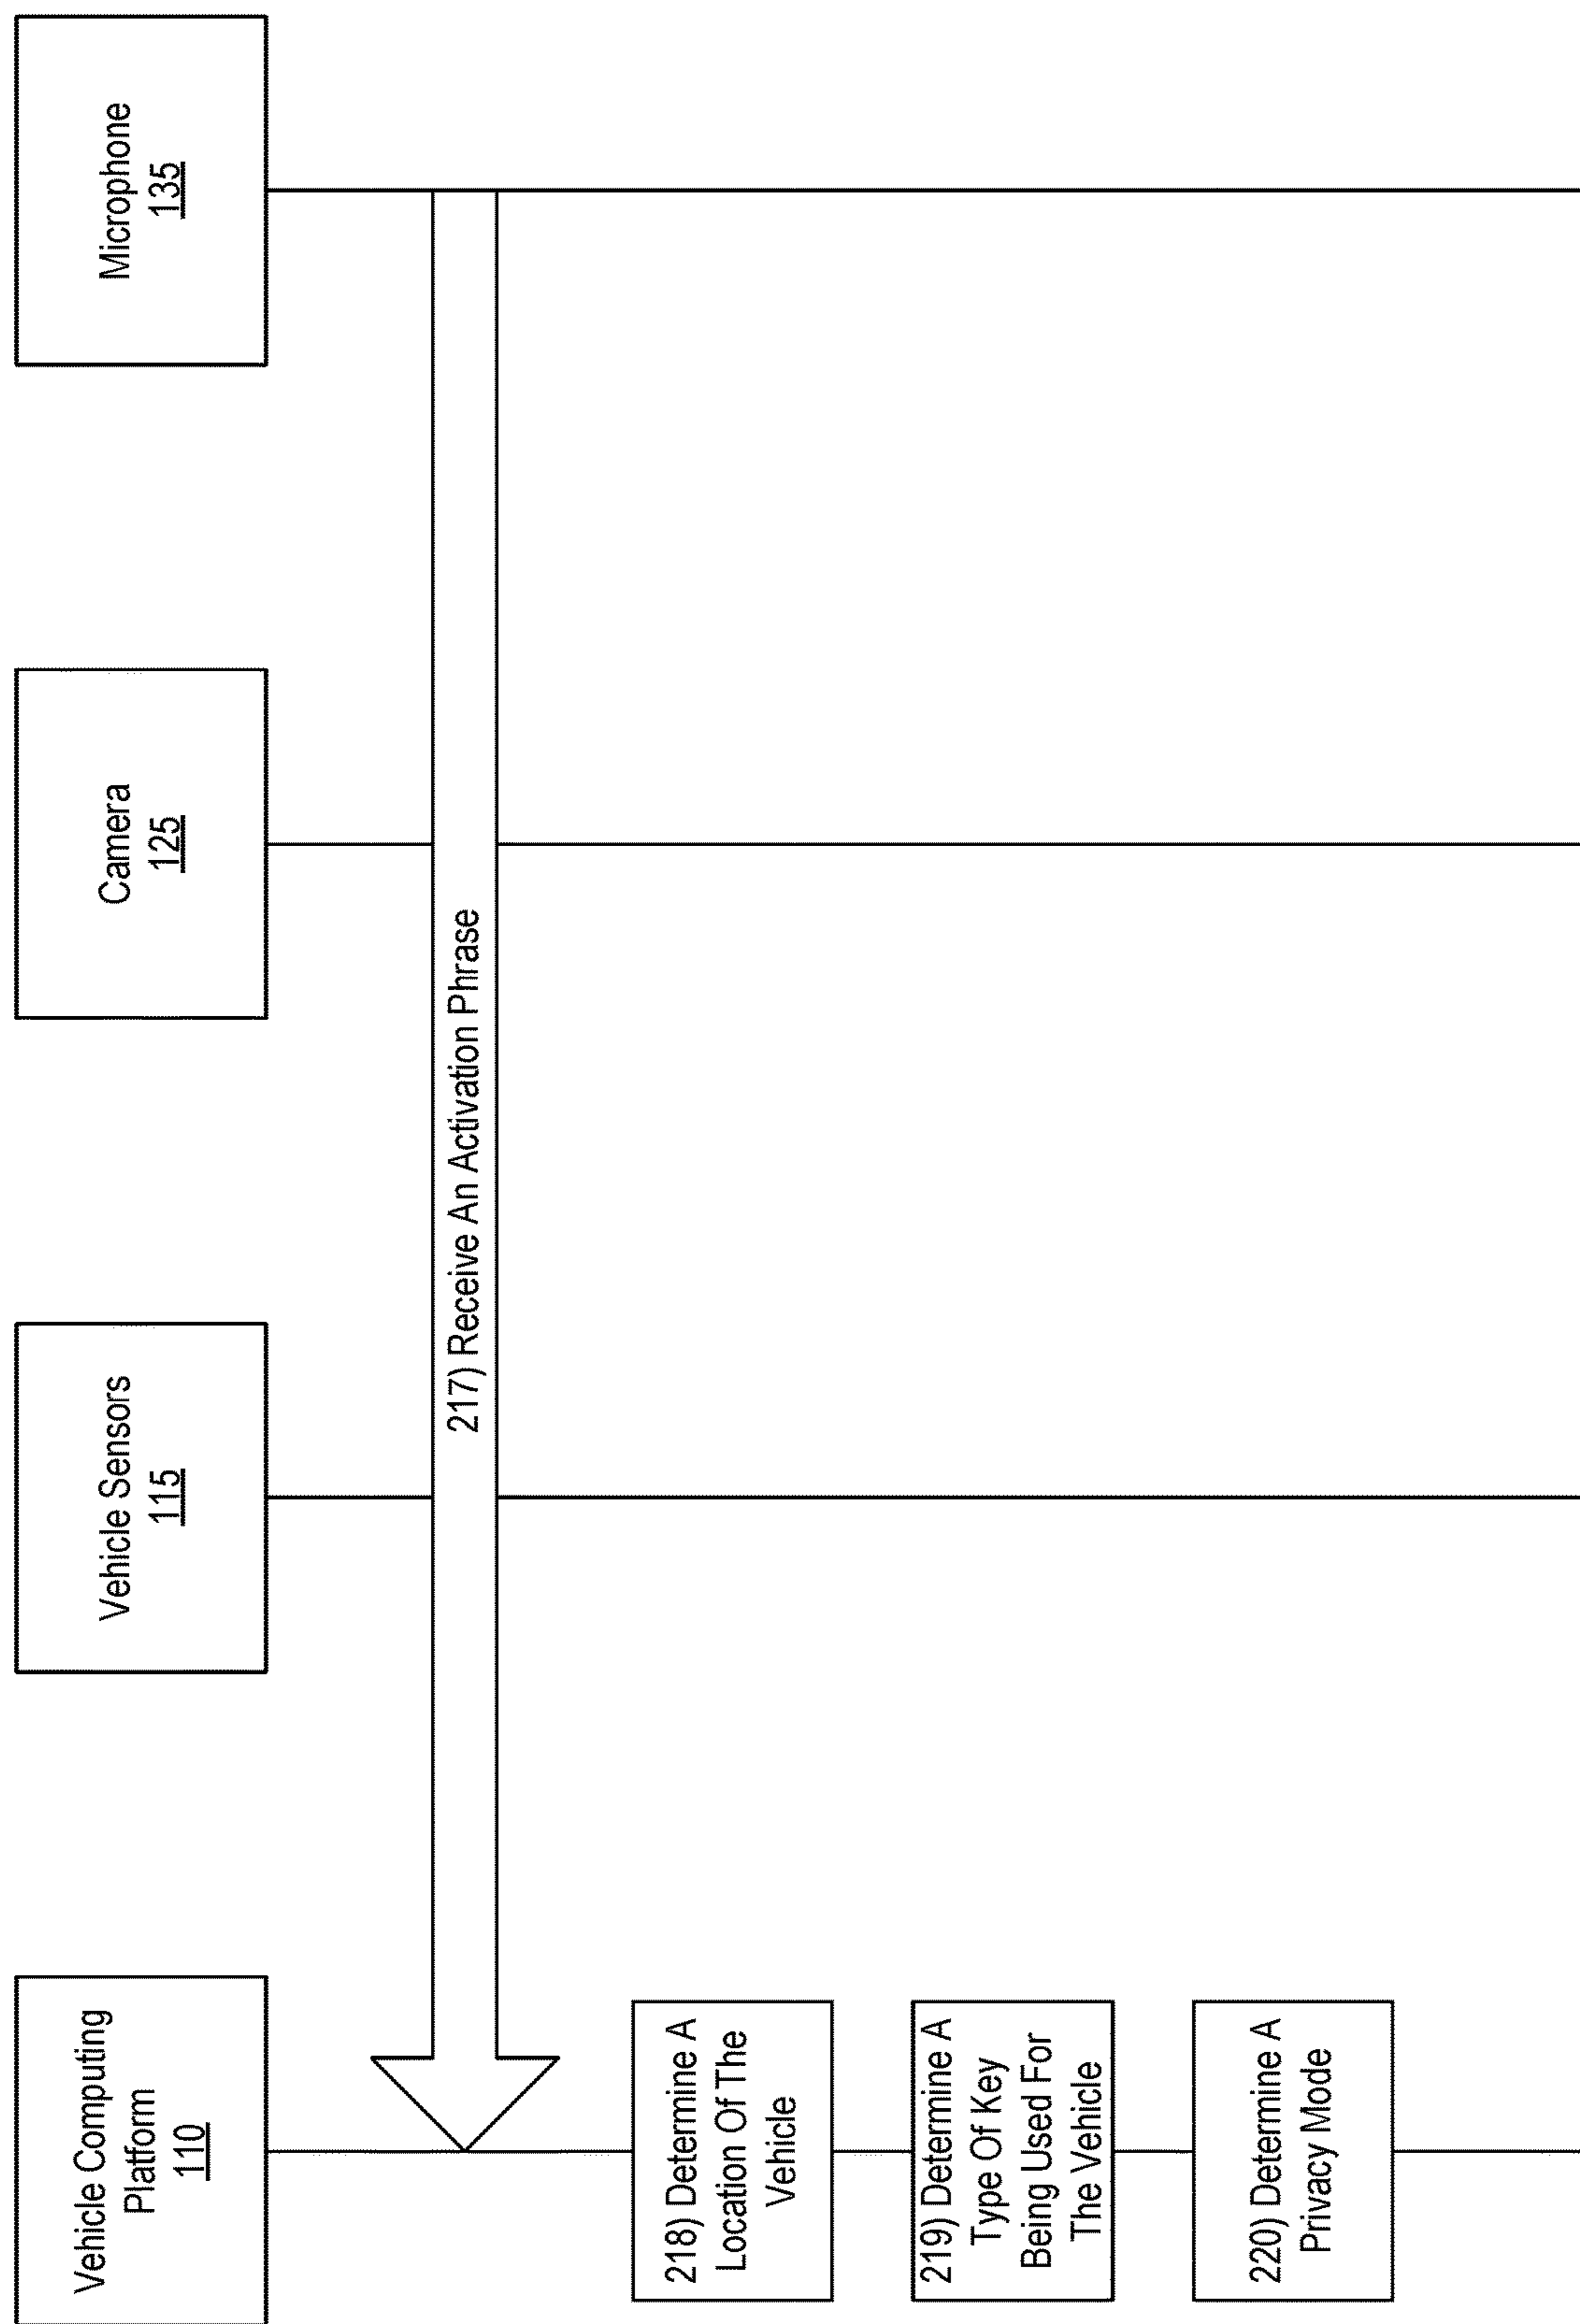 Vehicle Computing
Platform
110
Vehicle Sensors
115
Camera
125
Microphone
135
217) Receive An Activation Phrase
218) Determine A
Location Of The
Vehicle
219) Determine A
Type Of Key
Being Used For
The Vehicle
220) Determine A
Privacy Mode